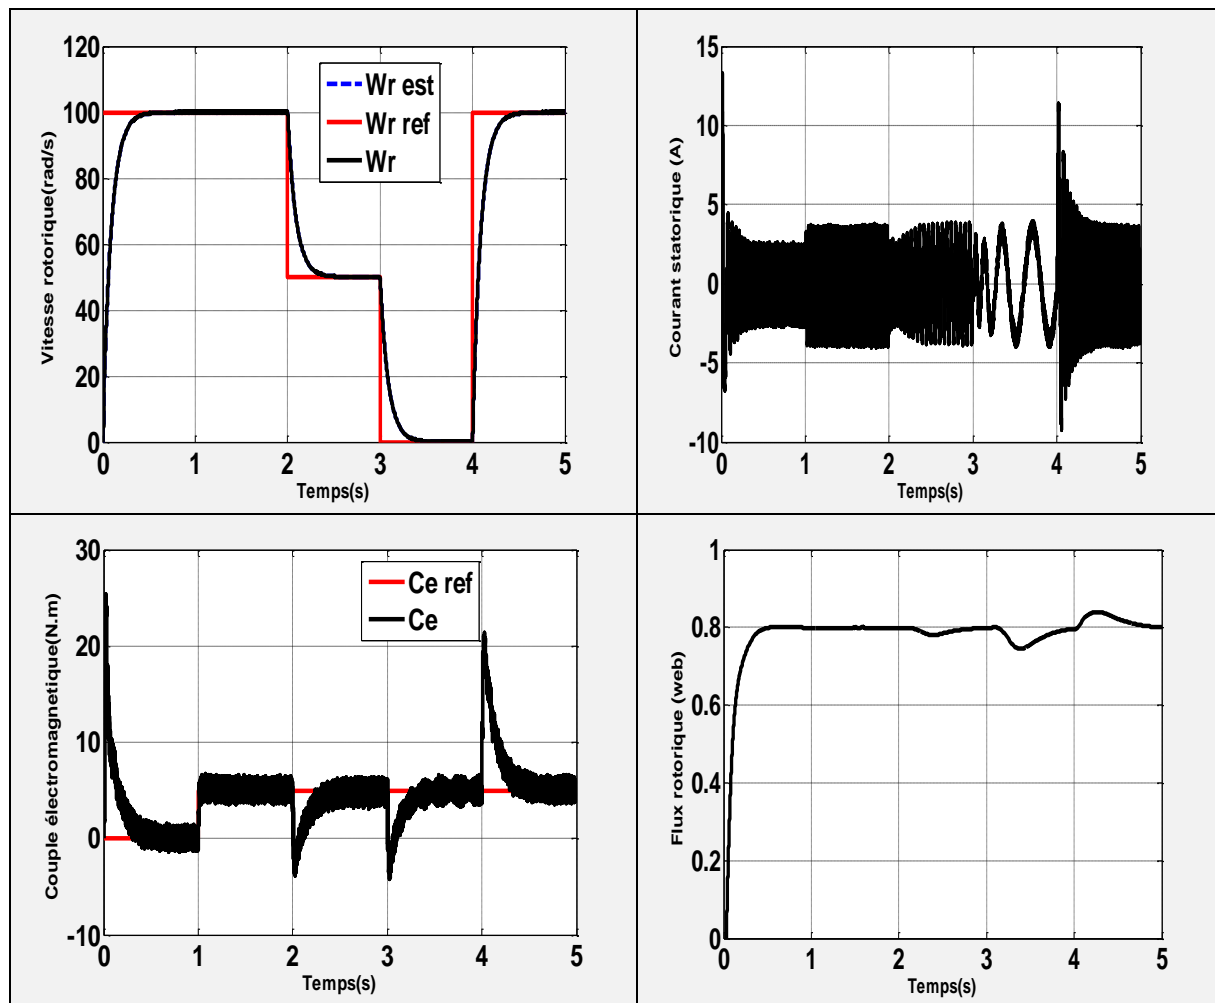 120
100
80
60
40
20
0
Vitesse rotorique(rad/s)
Wr est
Wr ref
Wr
0 1 2 3 4 5
Temps(s)
15
10
5
0
-5
-10
Courant statorique (A)
0 1 2 3 4 5
Temps(s)
30
20
10
0
-10
Couple électromagnetique(N.m)
Ce ref
Ce
0 1 2 3 4 5
Temps(s)
1
0.8
0.6
0.4
0.2
0
Flux rotorique (web)
0 1 2 3 4 5
Temps(s)